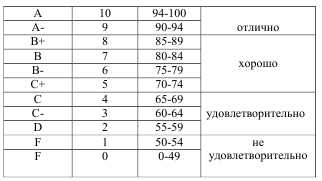 A 10 94-100
A- 9 90-94 отлично
B+ 8 85-89
B 7 80-84 хорошо
B- 6 75-79
C+ 5 70-74
C 4 65-69
C- 3 60-64 удовлетворительно
D 2 55-59
F 1 50-54 не
F 0 0-49 удовлетворительно